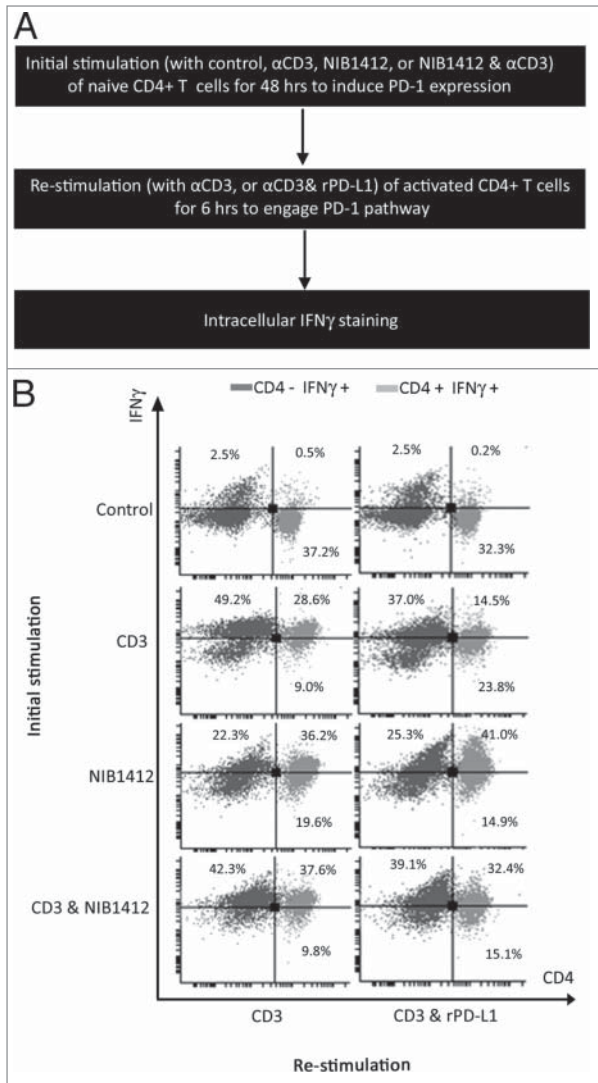 A
Initial stimulation (with control, αCD3, NIB1412, or NIB1412 & αCD3)
of naive CD4+ T cells for 48 hrs to induce PD-1 expression
Re-stimulation (with αCD3, or αCD3& rPD-L1) of activated CD4+ T cells
for 6 hrs to engage PD-1 pathway
Intracellular IFNγ staining
B
IFNγ
CD4 - IFNγ +
CD4 + IFNγ +
Initial stimulation
Control
2.5%
0.5%
37.2%
2.5%
0.2%
32.3%
CD3
49.2%
28.6%
9.0%
37.0%
14.5%
23.8%
NIB1412
22.3%
36.2%
19.6%
25.3%
41.0%
14.9%
CD3 & NIB1412
42.3%
37.6%
9.8%
39.1%
32.4%
15.1%
CD4
CD3
CD3 & rPD-L1
Re-stimulation